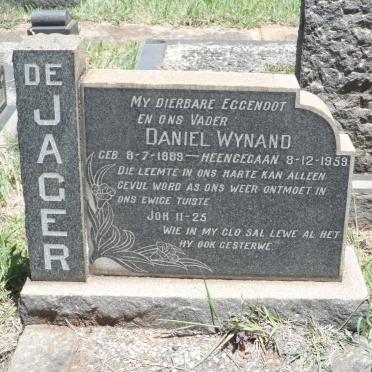 DE JAGER
MY DIERBARE EGGENOOT
EN ONS VADER
DANIEL WYNAND
GEB 8-7-1889 — HEENGEGAAN 8-12-1959
DIE LEEMTE IN ONS HARTE KAN ALLEEN
GEVUL WORD AS ONS WEER ONTMOET IN
ONS EWIGE TUISTE
JOH 11-25
WIE IN MY GLO SAL LEWE AL HET
HY OOK GESTERWE